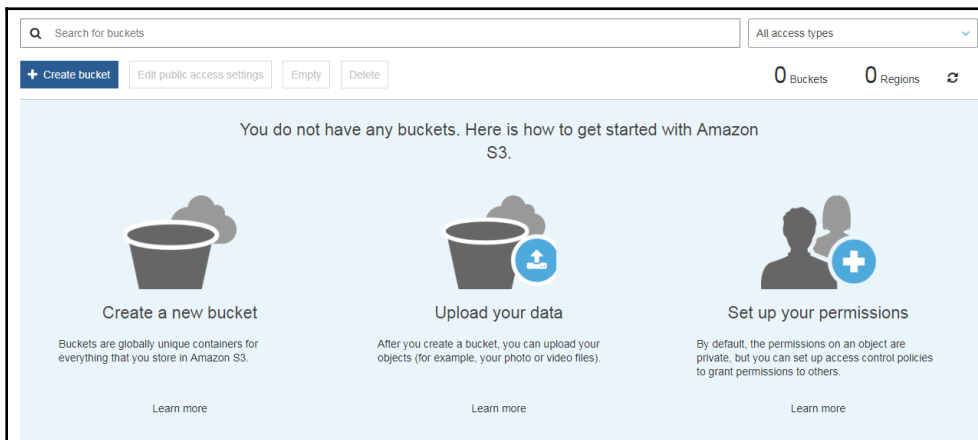 Search for buckets
All access types
+ Create bucket
Edit public access settings
Empty
Delete
0 Buckets
0 Regions
You do not have any buckets. Here is how to get started with Amazon
S3.
Create a new bucket
Buckets are globally unique containers for
everything that you store in Amazon S3.
Learn more
Upload your data
After you create a bucket, you can upload your
objects (for example, your photo or video files).
Learn more
Set up your permissions
By default, the permissions on an object are
private, but you can set up access control policies
to grant permissions to others.
Learn more